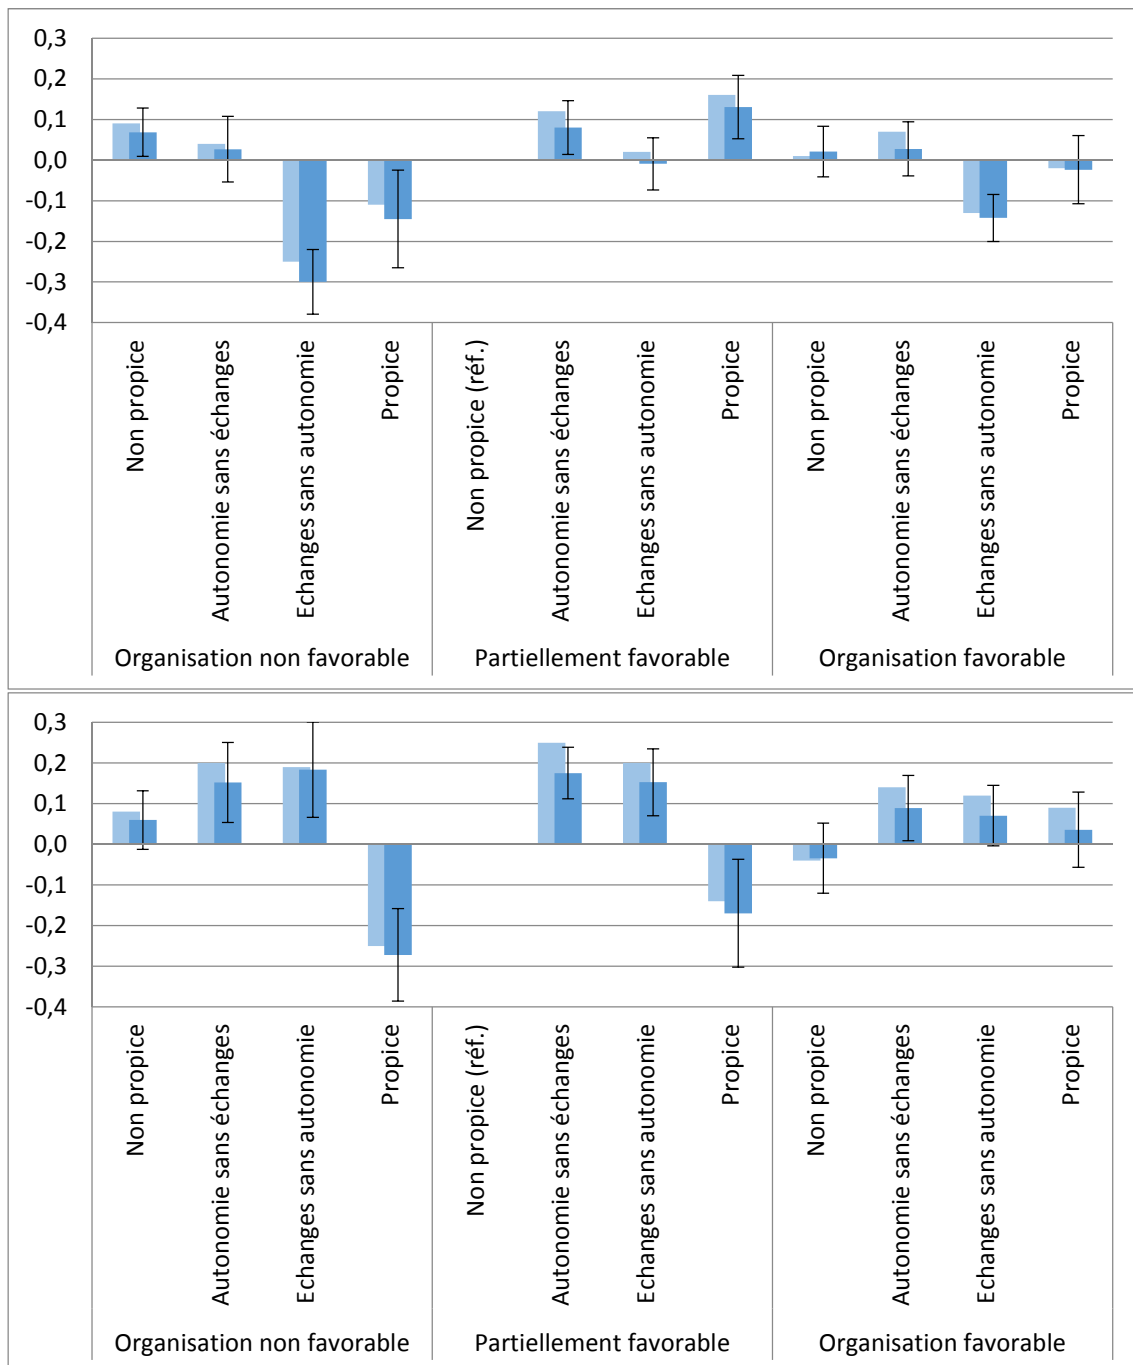 0,3
0,2
0,1
0,0
-0,1
-0,2
-0,3
-0,4
Non propice
Autonomie sans échanges
Echanges sans autonomie
Propice
Non propice (réf.)
Autonomie sans échanges
Echanges sans autonomie
Propice
Non propice
Autonomie sans échanges
Echanges sans autonomie
Propice
Organisation non favorable
Partiellement favorable
Organisation favorable
0,3
0,2
0,1
0,0
-0,1
-0,2
-0,3
-0,4
Non propice
Autonomie sans échanges
Echanges sans autonomie
Propice
Non propice (réf.)
Autonomie sans échanges
Echanges sans autonomie
Propice
Non propice
Autonomie sans échanges
Echanges sans autonomie
Propice
Organisation non favorable
Partiellement favorable
Organisation favorable